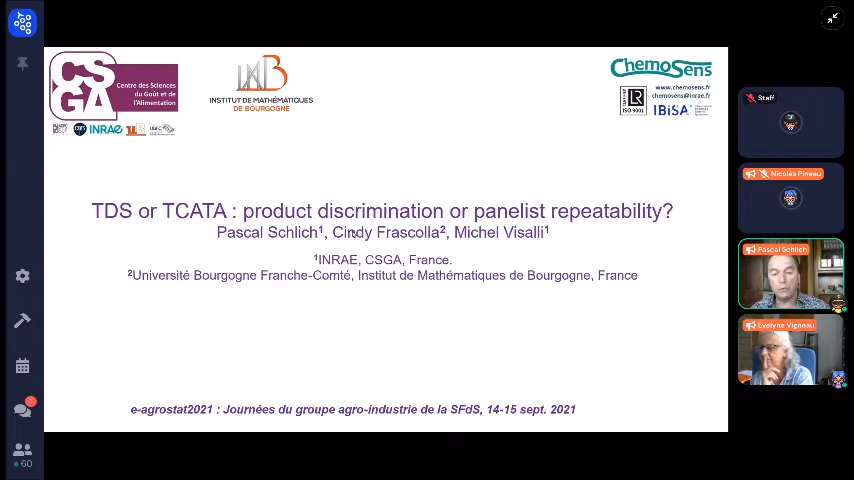 CSGA
Centre des Sciences
du Goût et de
l'Alimentation
INRAE
INSTITUT DE MATHÉMATIQUES
DE BOURGOGNE
CHEMOSENS
www.chemosens.fr
chemosens@inrae.fr
LR
ISO 9001
IBiSA
TDS or TCATA : product discrimination or panelist repeatability?
Pascal Schlich¹, Cindy Frascolla², Michel Visalli¹
¹INRAE, CSGA, France.
²Université Bourgogne Franche-Comté, Institut de Mathématiques de Bourgogne, France
e-agrostat2021 : Journées du groupe agro-industrie de la SFdS, 14-15 sept. 2021
Staff
Nicolas Pineau
Pascal Schlich
Evelyne Vigneau
60